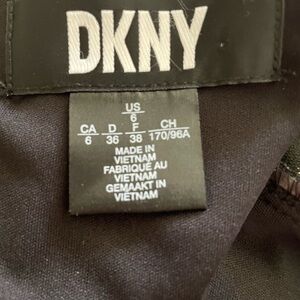 DKNY
US
6
CA D F CH
6 36 38 170/96A
MADE IN
VIETNAM
FABRIQUÉ AU
VIETNAM
GEMAAKT IN
VIETNAM